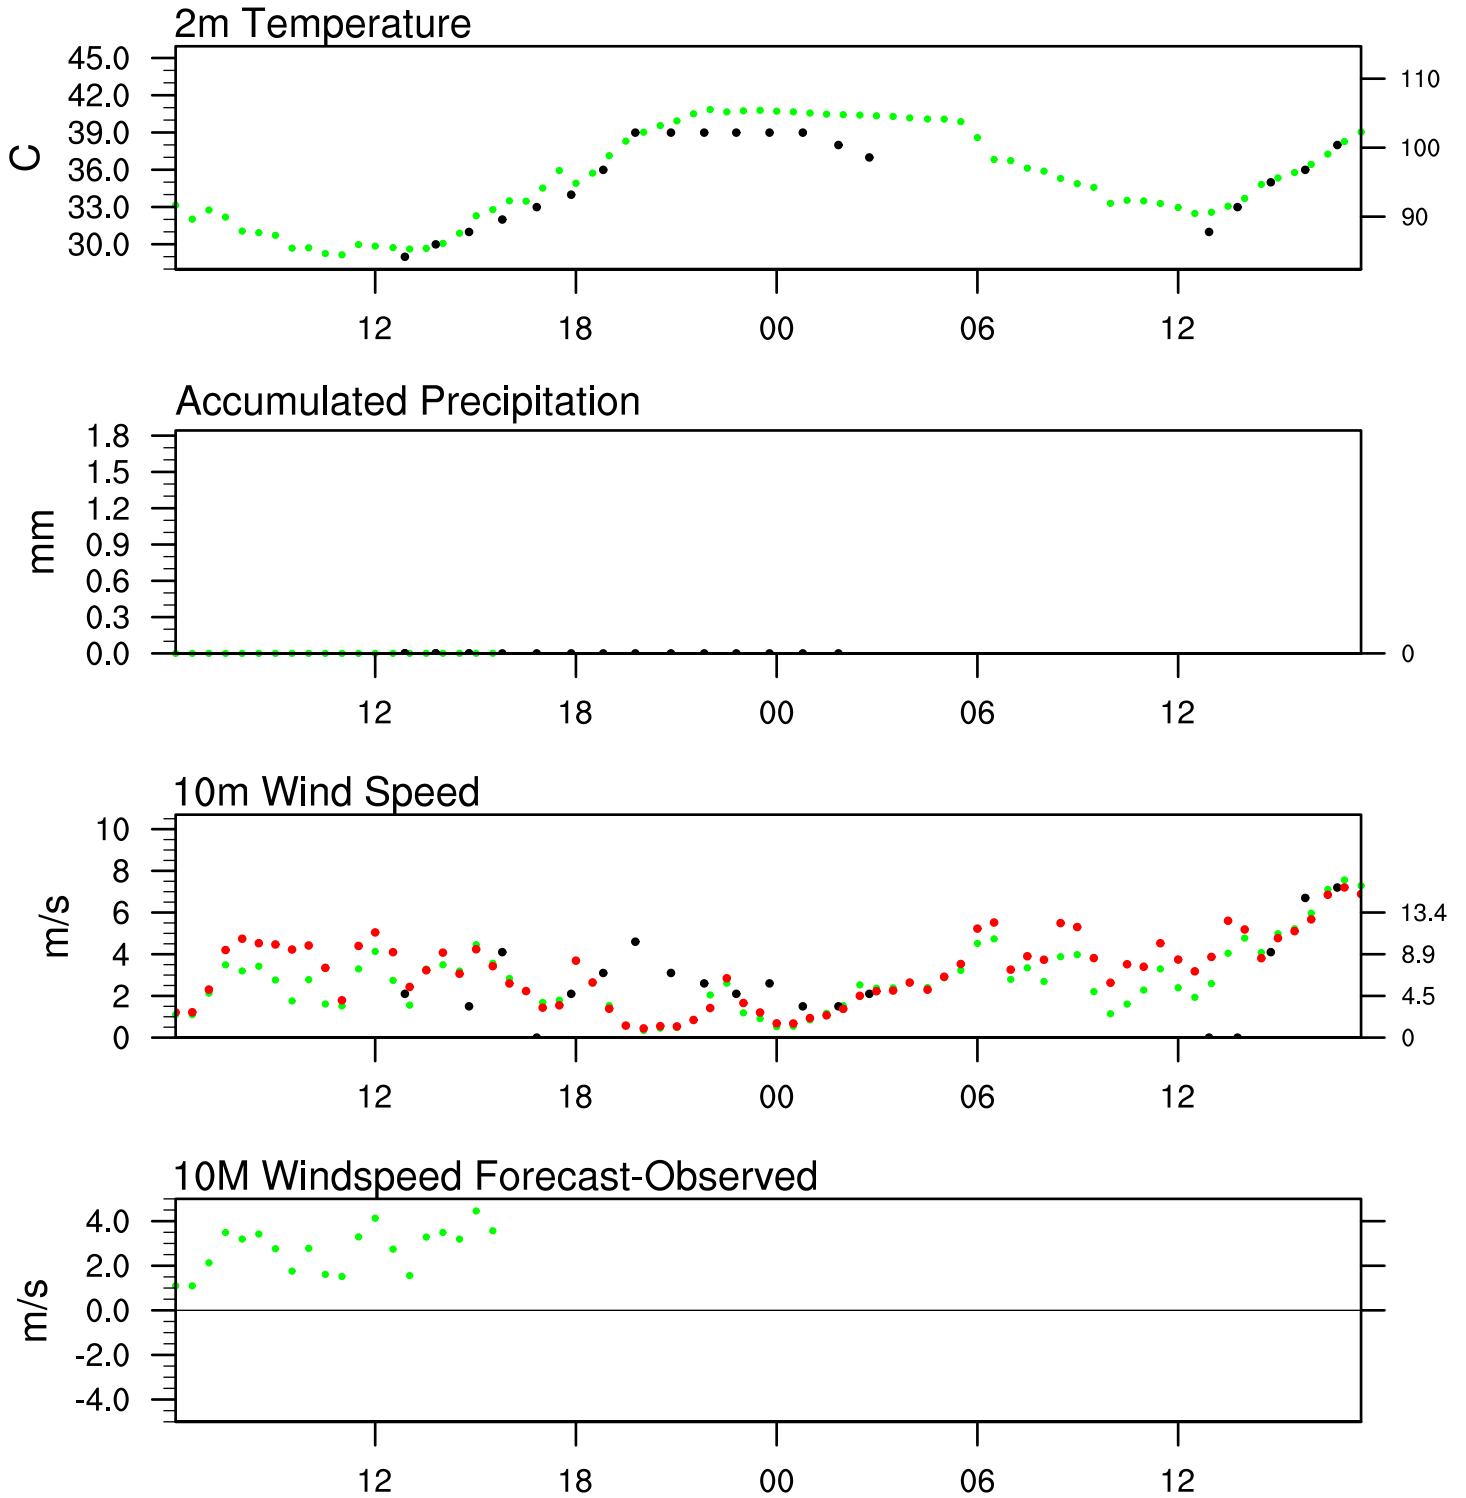 2m Temperature
45.0
42.0
39.0
36.0
33.0
30.0
C
110
100
90
12 18 00 06 12
Accumulated Precipitation
1.8
1.5
1.2
0.9
0.6
0.3
0.0
mm
0
12 18 00 06 12
10m Wind Speed
10
8
6
4
2
0
m/s
13.4
8.9
4.5
0
12 18 00 06 12
10M Windspeed Forecast-Observed
4.0
2.0
0.0
-2.0
-4.0
m/s
12 18 00 06 12